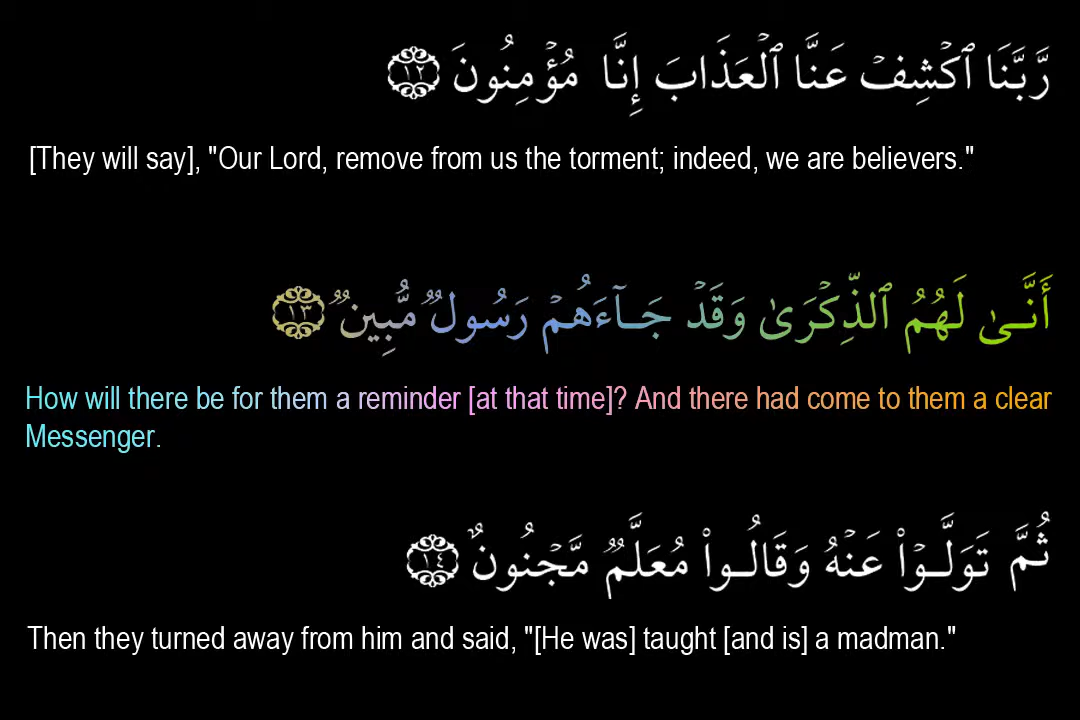 رَّبَّنَا ٱكۡشِفۡ عَنَّا ٱلۡعَذَابَ إِنَّا مُؤۡمِنُونَ ١٢
[They will say], "Our Lord, remove from us the torment; indeed, we are believers."
أَنَّىٰ لَهُمُ ٱلذِّكۡرَىٰ وَقَدۡ جَآءَهُمۡ رَسُولٞ مُّبِينٞ ١٣
How will there be for them a reminder [at that time]? And there had come to them a clear
Messenger.
ثُمَّ تَوَلَّوۡاْ عَنۡهُ وَقَالُواْ مُعَلَّمٞ مَّجۡنُونٌ ١٤
Then they turned away from him and said, "[He was] taught [and is] a madman."